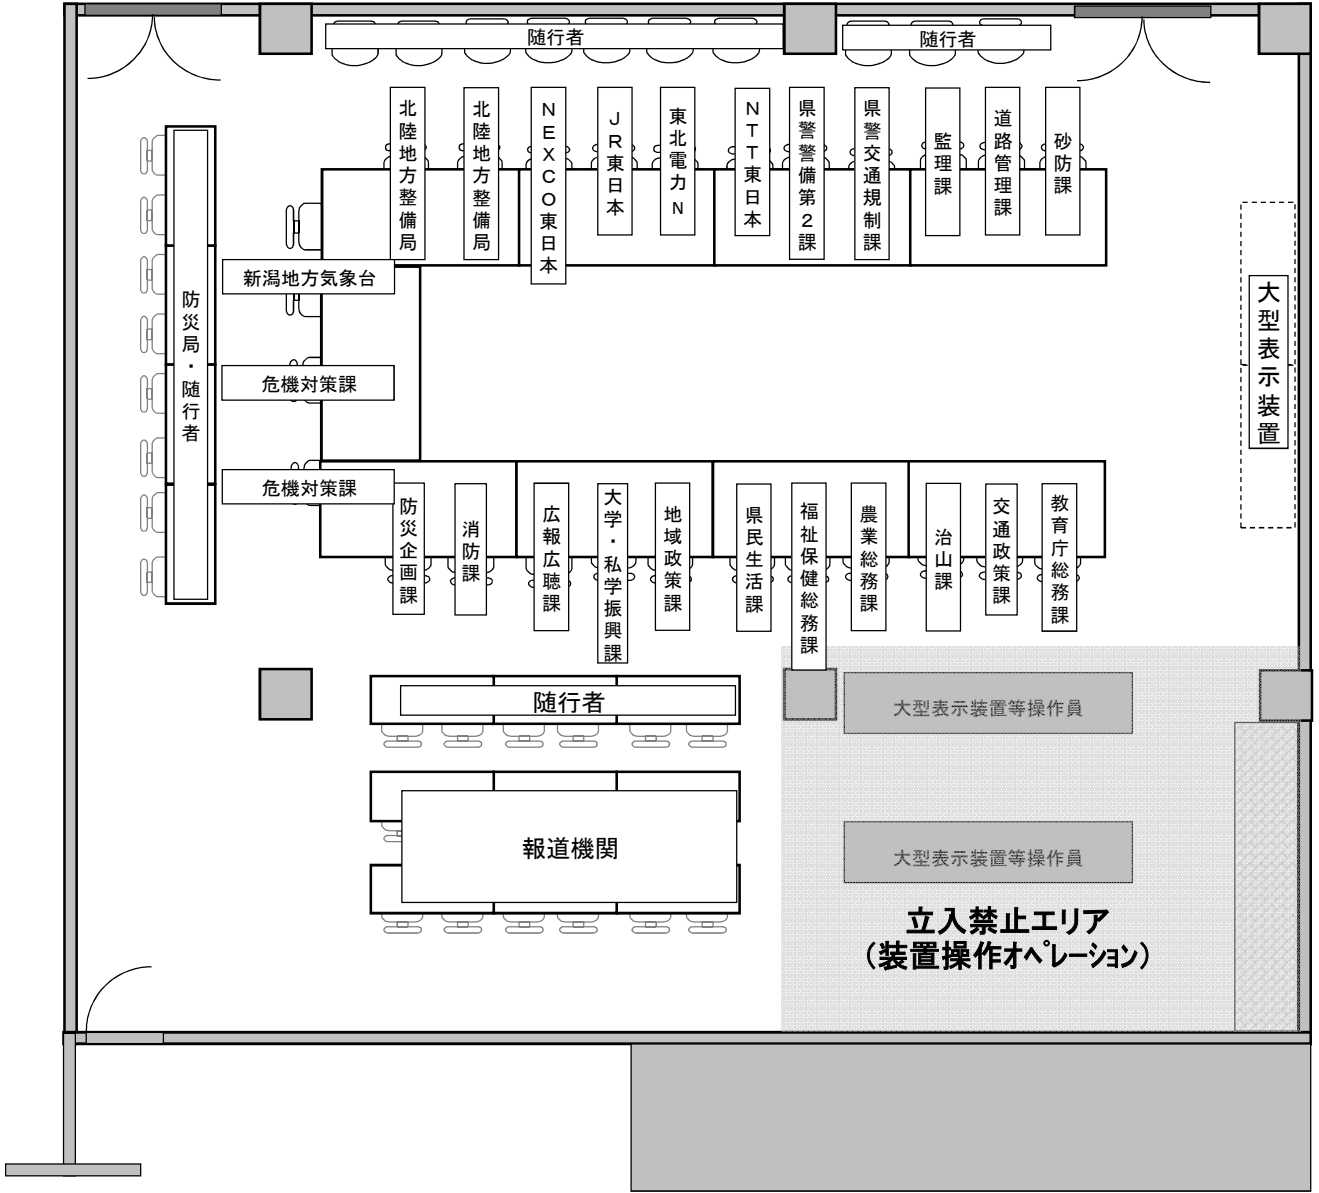 随行者
随行者
北陸地方整備局
北陸地方整備局
ＮＥＸＣＯ東日本
ＪＲ東日本
東北電力Ｎ
ＮＴＴ東日本
県警警備第２課
県警交通規制課
監理課
道路管理課
砂防課
新潟地方気象台
危機対策課
危機対策課
防災局・随行者
大型表示装置
防災企画課
消防課
広報広聴課
大学・私学振興課
地域政策課
県民生活課
福祉保健総務課
農業総務課
治山課
交通政策課
教育庁総務課
随行者
大型表示装置等操作員
報道機関
大型表示装置等操作員
立入禁止エリア
（装置操作ｵﾍﾟﾚｰｼｮﾝ）